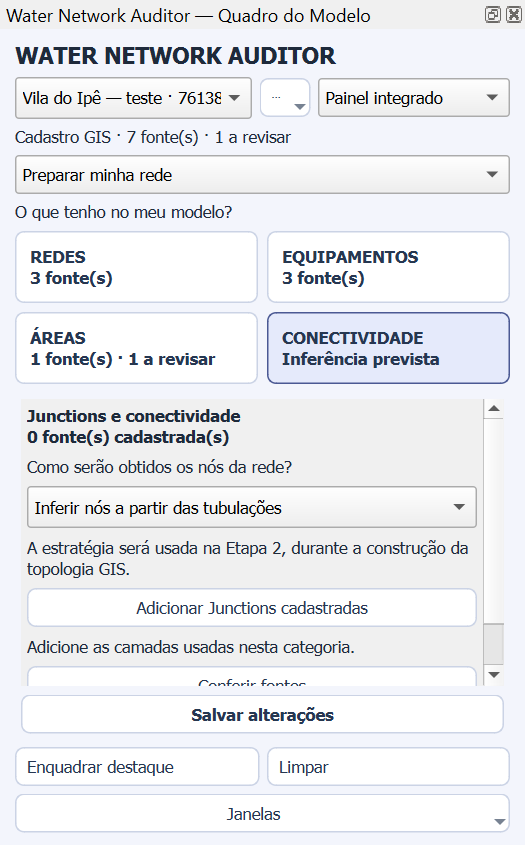 Water Network Auditor — Quadro do Modelo
WATER NETWORK AUDITOR
Vila do Ipê — teste · 76138
...
Painel integrado
Cadastro GIS · 7 fonte(s) · 1 a revisar
Preparar minha rede
O que tenho no meu modelo?
REDES
3 fonte(s)
EQUIPAMENTOS
3 fonte(s)
ÁREAS
1 fonte(s) · 1 a revisar
CONECTIVIDADE
Inferência prevista
Junctions e conectividade
0 fonte(s) cadastrada(s)
Como serão obtidos os nós da rede?
Inferir nós a partir das tubulações
A estratégia será usada na Etapa 2, durante a construção da
topologia GIS.
Adicionar Junctions cadastradas
Adicione as camadas usadas nesta categoria.
Conferir fontes
Salvar alterações
Enquadrar destaque
Limpar
Janelas